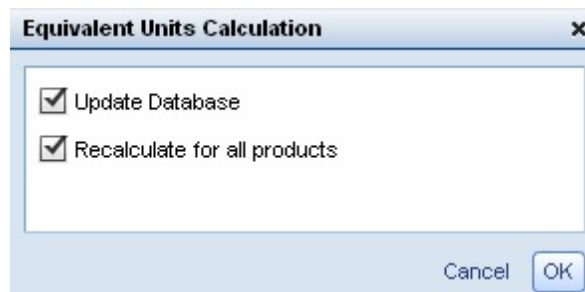 Equivalent Units Calculation
Update Database
Recalculate for all products
Cancel OK